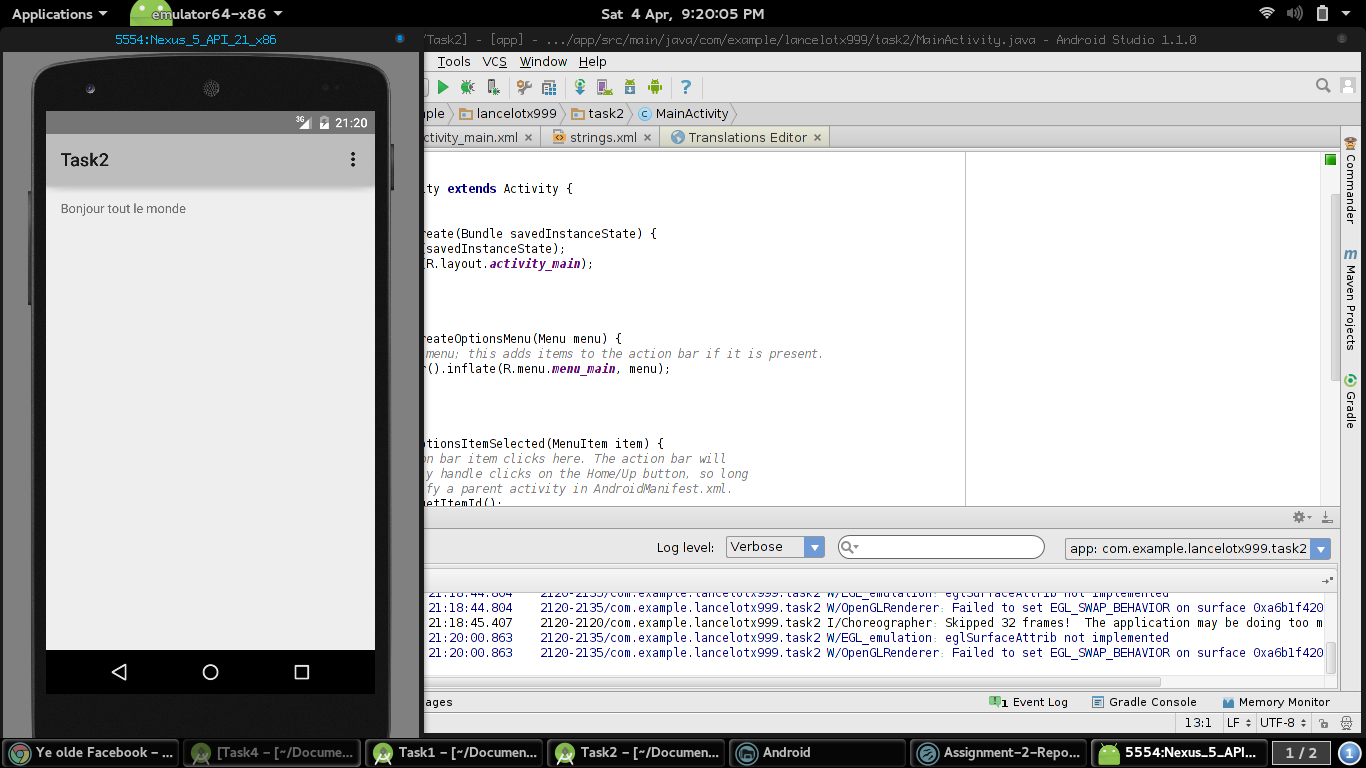 Applications
emulator64-x86
Sat 4 Apr, 9:20:05 PM
5554:Nexus_5_API_21_x86
/Task2] - [app] - .../app/src/main/java/com/example/lancelotx999/task2/MainActivity.java - Android Studio 1.1.0
Tools VCS Window Help
ple lancelotx999 task2 MainActivity
ctivity_main.xml strings.xml Translations Editor
3G 21:20
Task2
Bonjour tout le monde
ity extends Activity {
reate(Bundle savedInstanceState) {
(savedInstanceState);
(R.layout.activity_main);
reateOptionsMenu(Menu menu) {
menu; this adds items to the action bar if it is present.
r().inflate(R.menu.menu_main, menu);
ptionsItemSelected(MenuItem item) {
on bar item clicks here. The action bar will
ly handle clicks on the Home/Up button, so long
ify a parent activity in AndroidManifest.xml.
getItemId();
Commander
Maven Projects
Gradle
Log level: Verbose app: com.example.lancelotx999.task2
21:18:44.804 2120-2135/com.example.lancelotx999.task2 W/EGL_emulation: eglSurfaceAttrib not implemented
21:18:44.804 2120-2135/com.example.lancelotx999.task2 W/OpenGLRenderer: Failed to set EGL_SWAP_BEHAVIOR on surface 0xa6b1f420
21:18:45.407 2120-2120/com.example.lancelotx999.task2 I/Choreographer: Skipped 32 frames! The application may be doing too m
21:20:00.863 2120-2135/com.example.lancelotx999.task2 W/EGL_emulation: eglSurfaceAttrib not implemented
21:20:00.863 2120-2135/com.example.lancelotx999.task2 W/OpenGLRenderer: Failed to set EGL_SWAP_BEHAVIOR on surface 0xa6b1f420
ages 1 Event Log Gradle Console Memory Monitor
13:1 LF UTF-8
Ye olde Facebook – ... [Task4 – [~/Docume... Task1 – [~/Documen... Task2 – [~/Documen... Android Assignment-2-Repo... 5554:Nexus_5_API... 1 / 2 1